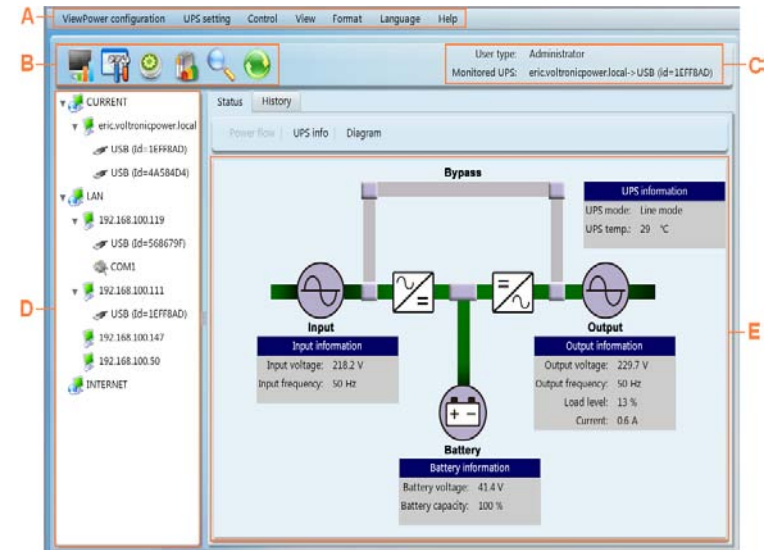 A
ViewPower configuration UPS setting Control View Format Language Help
B
User type: Administrator
Monitored UPS: eric.voltronicpower.local->USB (id=1EFF8AD)
C
CURRENT
eric.voltronicpower.local
USB (Id=1EFF8AD)
USB (Id=4A584D4)
LAN
192.168.100.119
USB (Id=568679F)
COM1
192.168.100.111
USB (Id=1EFF8AD)
192.168.100.147
192.168.100.50
INTERNET
D
Status History
Power flow UPS info Diagram
Bypass
UPS information
UPS mode: Line mode
UPS temp.: 29 ℃
Input
Input information
Input voltage: 218.2 V
Input frequency: 50 Hz
Output
Output information
Output voltage: 229.7 V
Output frequency: 50 Hz
Load level: 13 %
Current: 0.6 A
E
Battery
Battery information
Battery voltage: 41.4 V
Battery capacity: 100 %